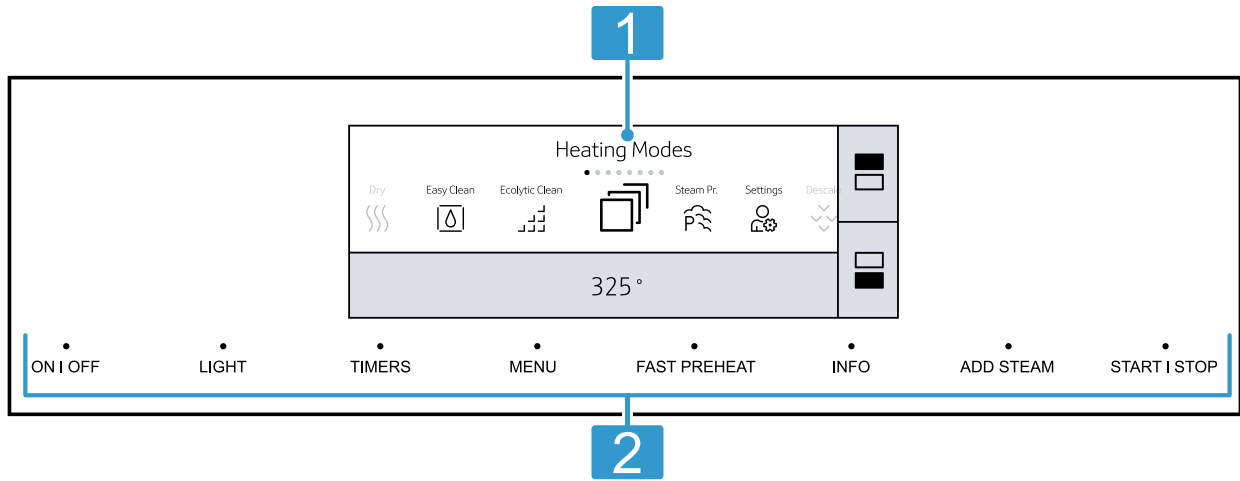 1
Heating Modes
Dry Easy Clean Ecolytic Clean Steam Pr. Settings Descale
P
325°
ON I OFF LIGHT TIMERS MENU FAST PREHEAT INFO ADD STEAM START I STOP
2